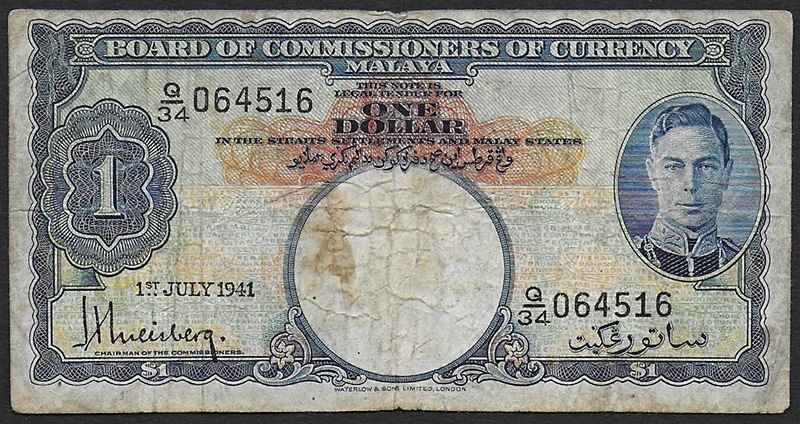 BOARD OF COMMISSIONERS OF CURRENCY
MALAYA
THIS NOTE IS
LEGAL TENDER FOR
ONE
DOLLAR
IN THE STRAITS SETTLEMENTS AND MALAY STATES
Q/34 064516
1
1ST JULY 1941
Q/34 064516
CHAIRMAN OF THE COMMISSIONERS.
ساتو رڠݢيت
$1
$1
WATERLOW & SONS LIMITED, LONDON